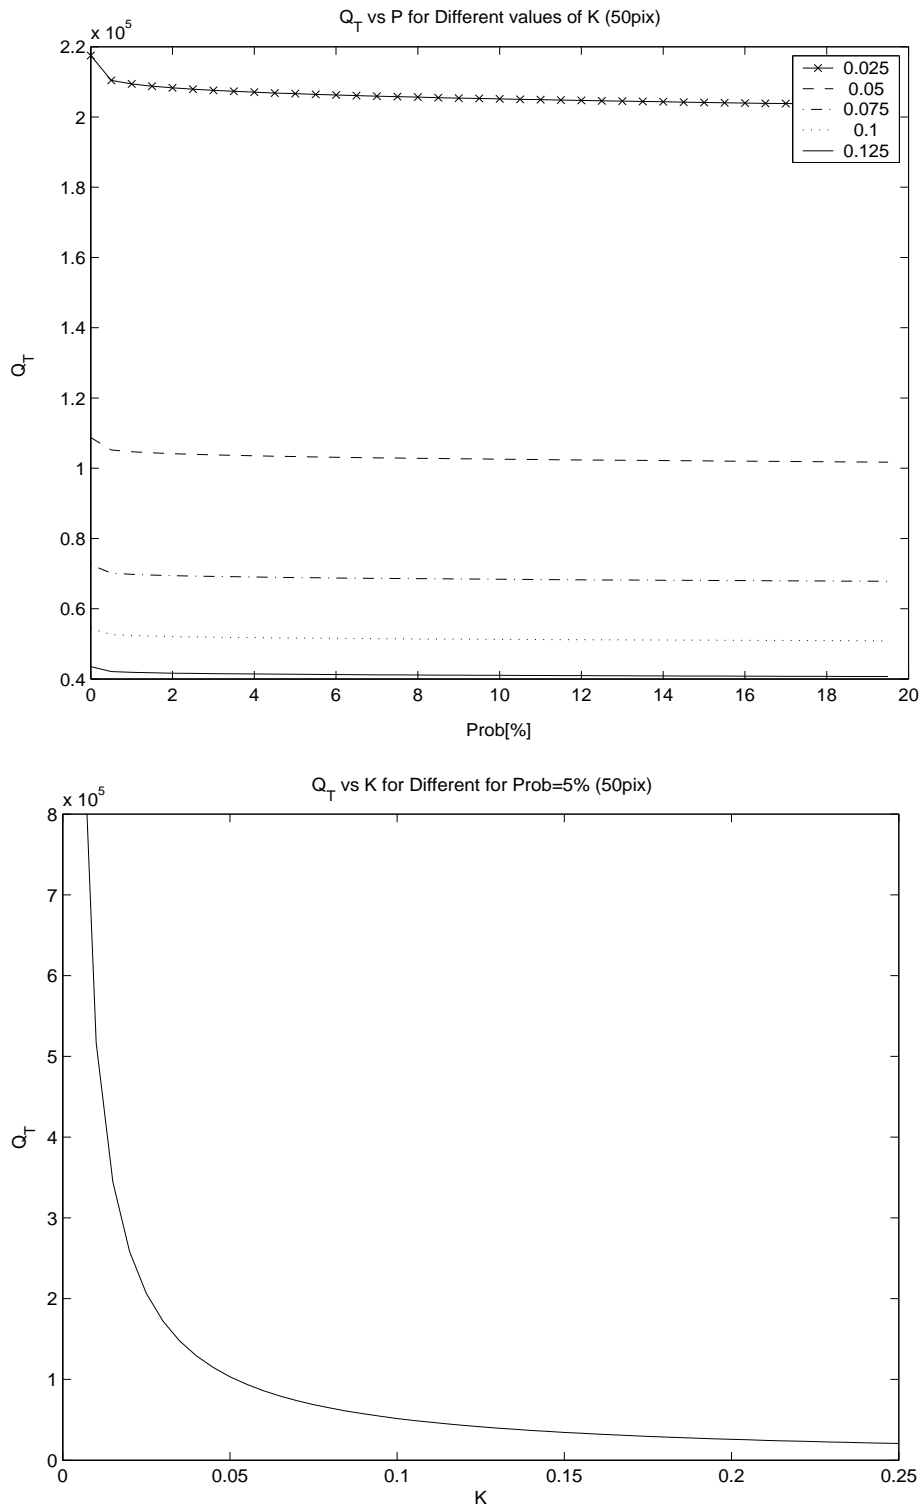 Q_T vs P for Different values of K (50pix)
x 10^5
2.2
2
1.8
1.6
1.4
1.2
1
0.8
0.6
0.4
Q_T
0.025
0.05
0.075
0.1
0.125
0 2 4 6 8 10 12 14 16 18 20
Prob[%]
Q_T vs K for Different for Prob=5% (50pix)
x 10^5
8
7
6
5
4
3
2
1
0
Q_T
0 0.05 0.1 0.15 0.2 0.25
K